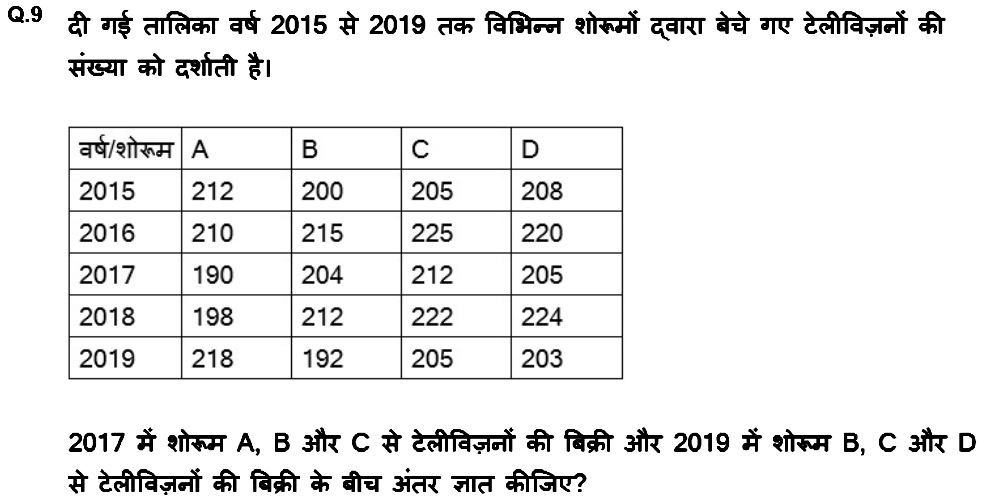 Q.9 दी गई तालिका वर्ष 2015 से 2019 तक विभिन्न शोरूमों द्वारा बेचे गए टेलीविज़नों की
संख्या को दर्शाती है।
वर्ष/शोरूम A B C D
2015 212 200 205 208
2016 210 215 225 220
2017 190 204 212 205
2018 198 212 222 224
2019 218 192 205 203
2017 में शोरूम A, B और C से टेलीविज़नों की बिक्री और 2019 में शोरूम B, C और D
से टेलीविज़नों की बिक्री के बीच अंतर ज्ञात कीजिए?